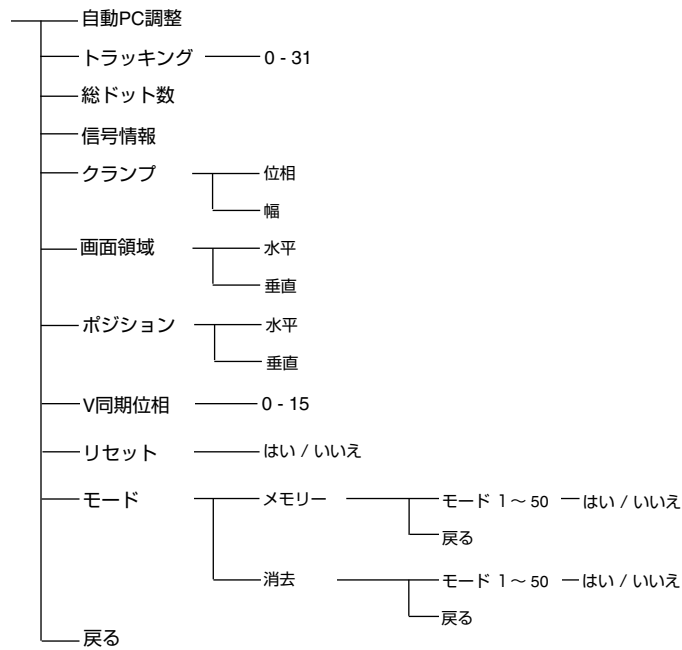 自動PC調整
トラッキング 0 - 31
総ドット数
信号情報
クランプ 位相
幅
画面領域 水平
垂直
ポジション 水平
垂直
V同期位相 0 - 15
リセット はい / いいえ
モード メモリー モード 1～ 50 はい / いいえ
戻る
消去 モード 1～ 50 はい / いいえ
戻る
戻る